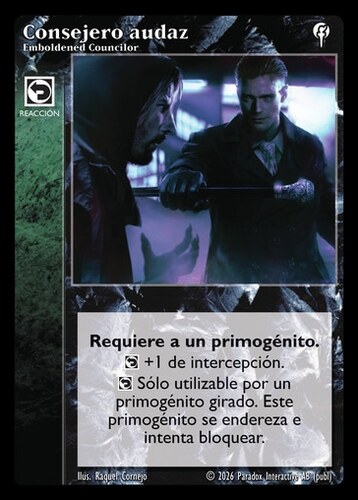 Consejero audaz
Emboldened Councilor
REACCIÓN
Requiere a un primogénito.
+1 de intercepción.
Sólo utilizable por un
primogénito girado. Este
primogénito se endereza e
intenta bloquear.
Ilus. Raquel Cornejo
© 2026 Paradox Interactive AB (publ)